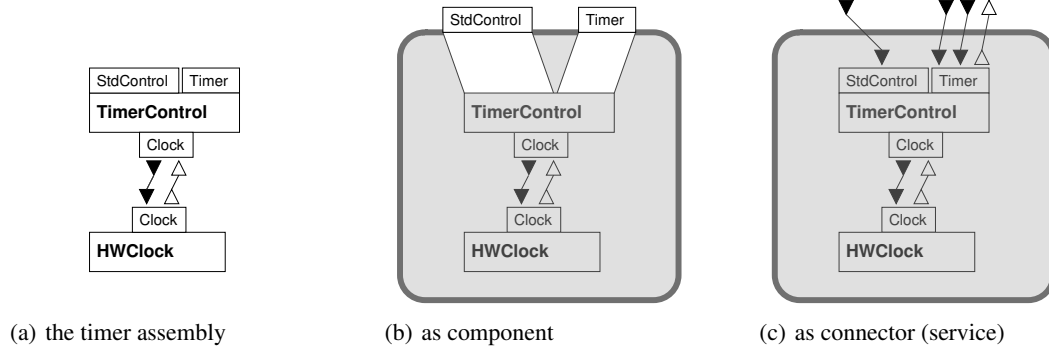 StdControl Timer
TimerControl
Clock
Clock
HWClock
(a) the timer assembly
StdControl Timer
TimerControl
Clock
Clock
HWClock
(b) as component
StdControl Timer
TimerControl
Clock
Clock
HWClock
(c) as connector (service)